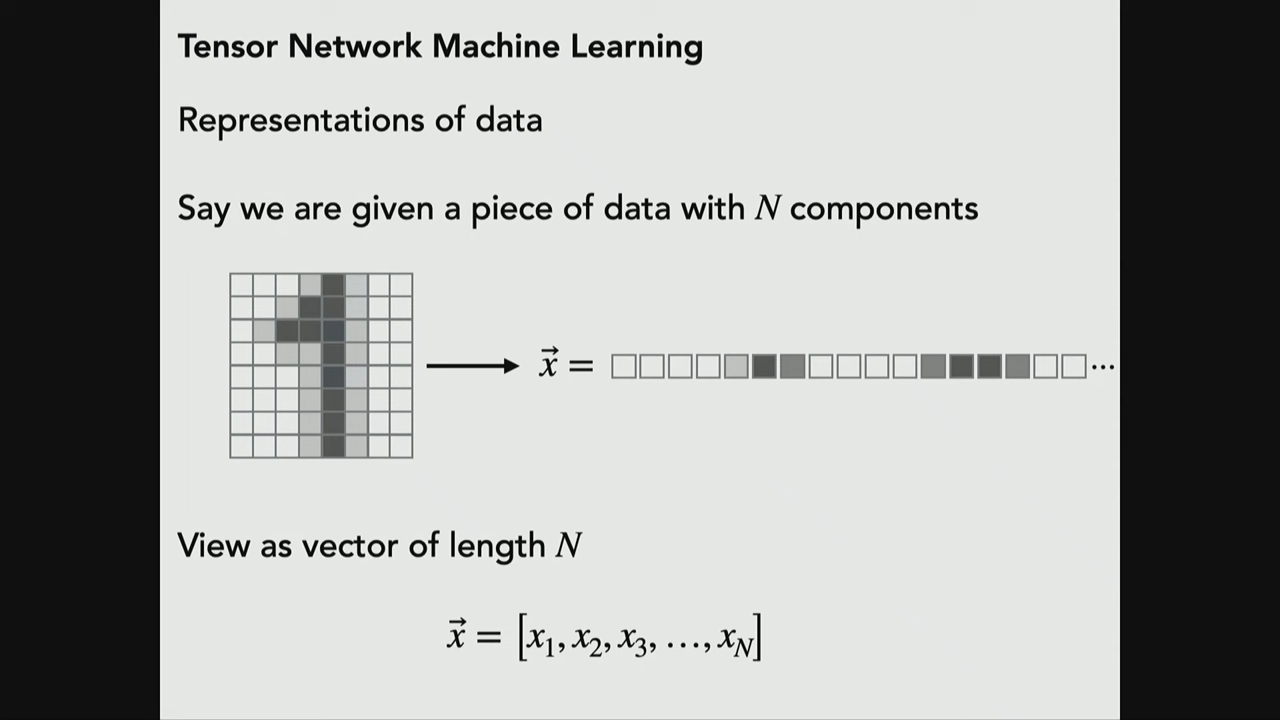 Tensor Network Machine Learning
Representations of data
Say we are given a piece of data with N components
x⃗ = ...
View as vector of length N
x⃗ = [x₁, x₂, x₃, …, x_N]